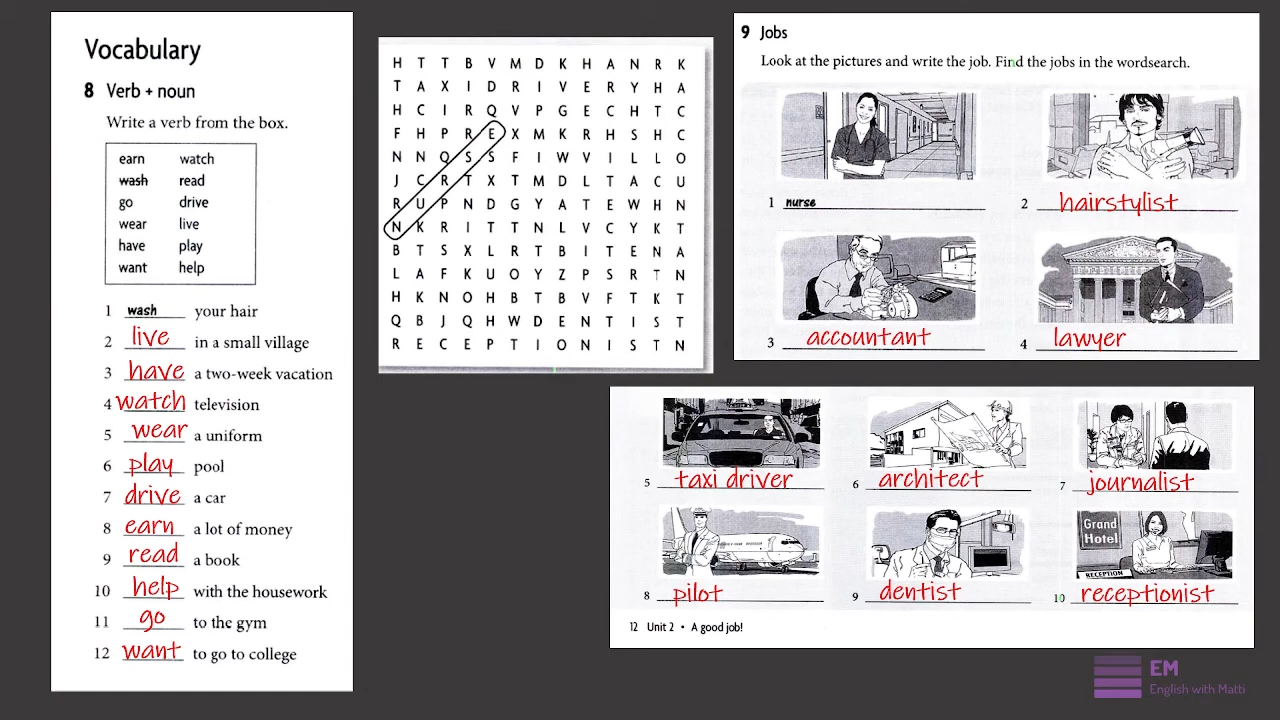 Vocabulary
8 Verb + noun
Write a verb from the box.
earn watch
wash read
go drive
wear live
have play
want help
1 wash your hair
2 live in a small village
3 have a two-week vacation
4 watch television
5 wear a uniform
6 play pool
7 drive a car
8 earn a lot of money
9 read a book
10 help with the housework
11 go to the gym
12 want to go to college
H T T B V M D K H A N R K
T A X I D R I V E R Y H A
H C I R Q V P G E C H T C
F H P R E X M K R H S H C
N N Q S S F I W V I L L O
J C R T X T M D L T A C U
R U P N D G Y A T E W H N
N K R I T T N L V C Y K T
B T S X L R T B I T E N A
L A F K U O Y Z P S R T N
H K N O H B T B V F T K T
Q B J Q H W D E N T I S T
R E C E P T I O N I S T N
9 Jobs
Look at the pictures and write the job. Find the jobs in the wordsearch.
1 nurse
2 hairstylist
3 accountant
4 lawyer
5 taxi driver
6 architect
7 journalist
Grand
Hotel
RECEPTION
8 pilot
9 dentist
10 receptionist
12 Unit 2 • A good job!
EM
English with Matti